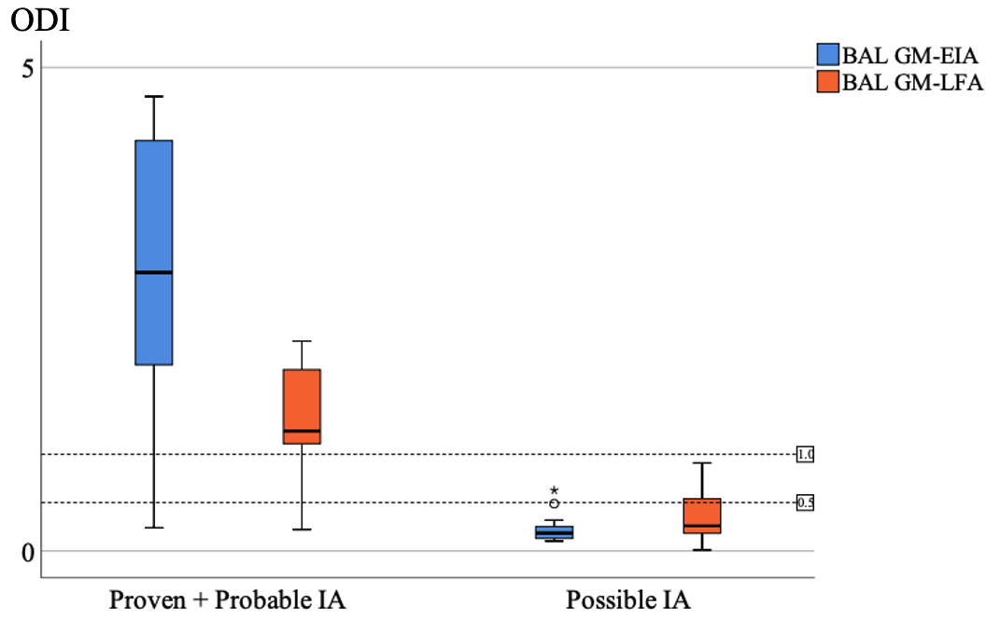 ODI
BAL GM-EIA
BAL GM-LFA
5
1.0
0.5
0
Proven + Probable IA
Possible IA